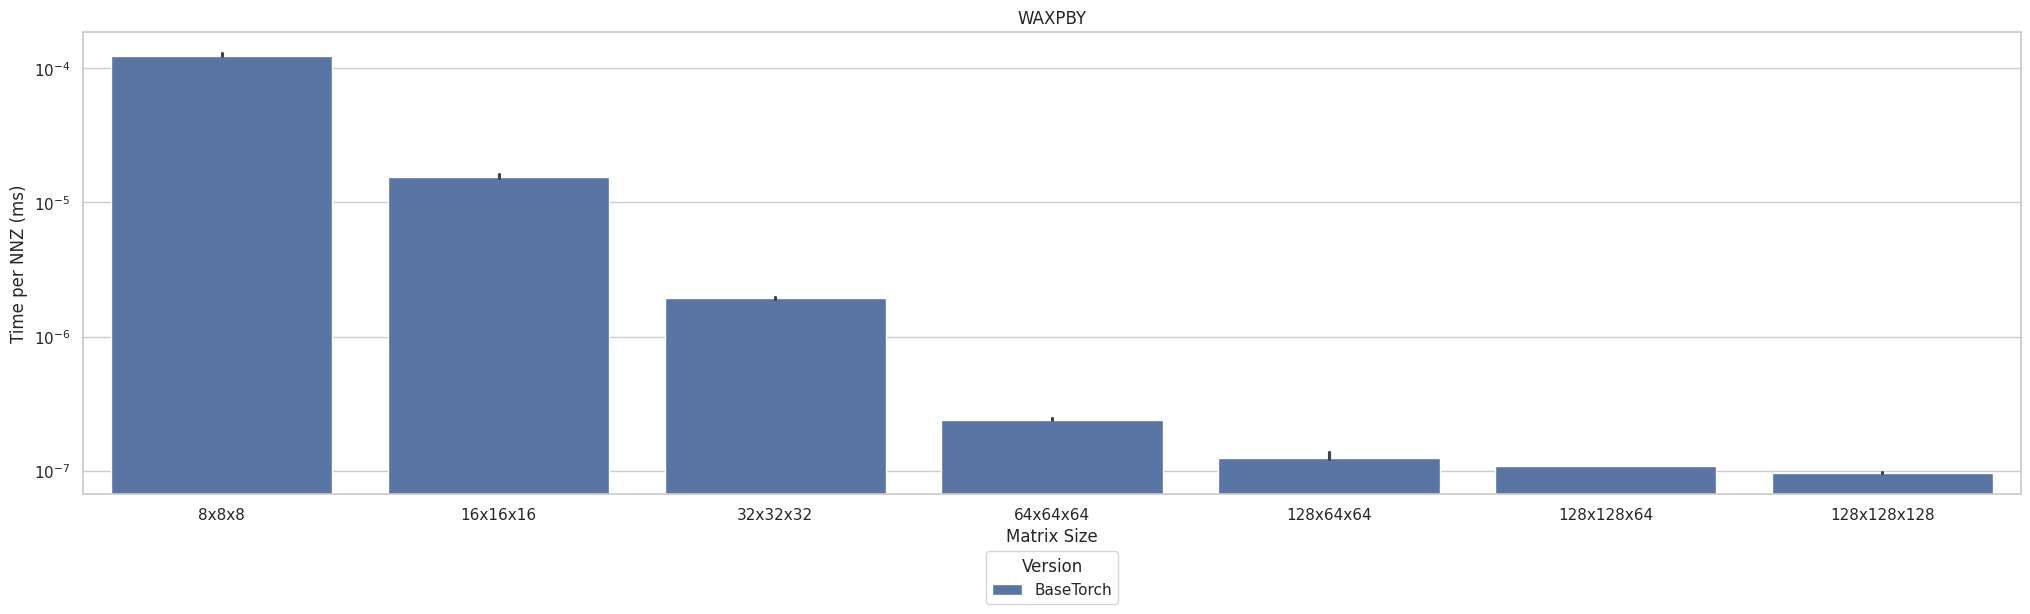 WAXPBY
Time per NNZ (ms)
10⁻⁴
10⁻⁵
10⁻⁶
10⁻⁷
8x8x8 16x16x16 32x32x32 64x64x64 128x64x64 128x128x64 128x128x128
Matrix Size
Version
BaseTorch